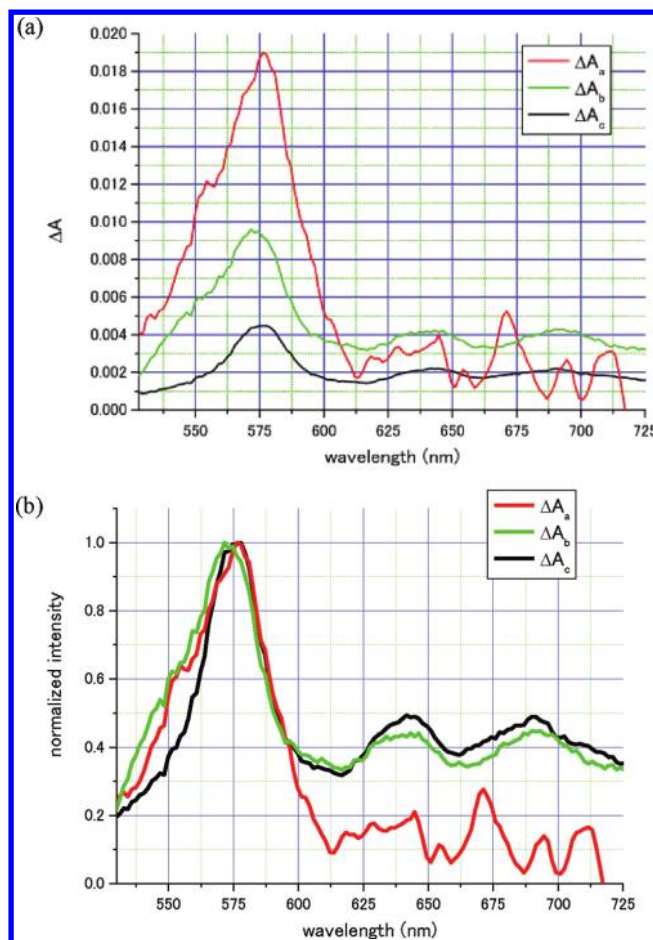 (a)
0.020
0.018
0.016
0.014
0.012
0.010
0.008
0.006
0.004
0.002
0.000
ΔA
ΔAa
ΔAb
ΔAc
550 575 600 625 650 675 700 725
wavelength (nm)
(b)
ΔAa
ΔAb
ΔAc
1.0
0.8
0.6
0.4
0.2
0.0
normalized intensity
550 575 600 625 650 675 700 725
wavelength (nm)